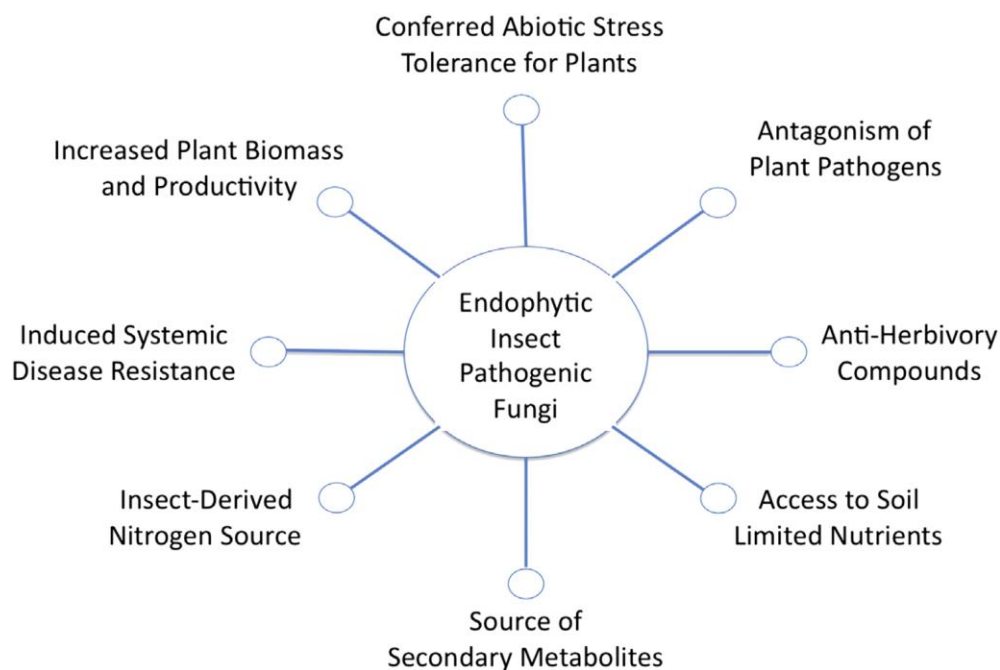 Conferred Abiotic Stress
Tolerance for Plants
Antagonism of
Plant Pathogens
Increased Plant Biomass
and Productivity
Endophytic
Insect
Pathogenic
Fungi
Induced Systemic
Disease Resistance
Anti-Herbivory
Compounds
Insect-Derived
Nitrogen Source
Access to Soil
Limited Nutrients
Source of
Secondary Metabolites